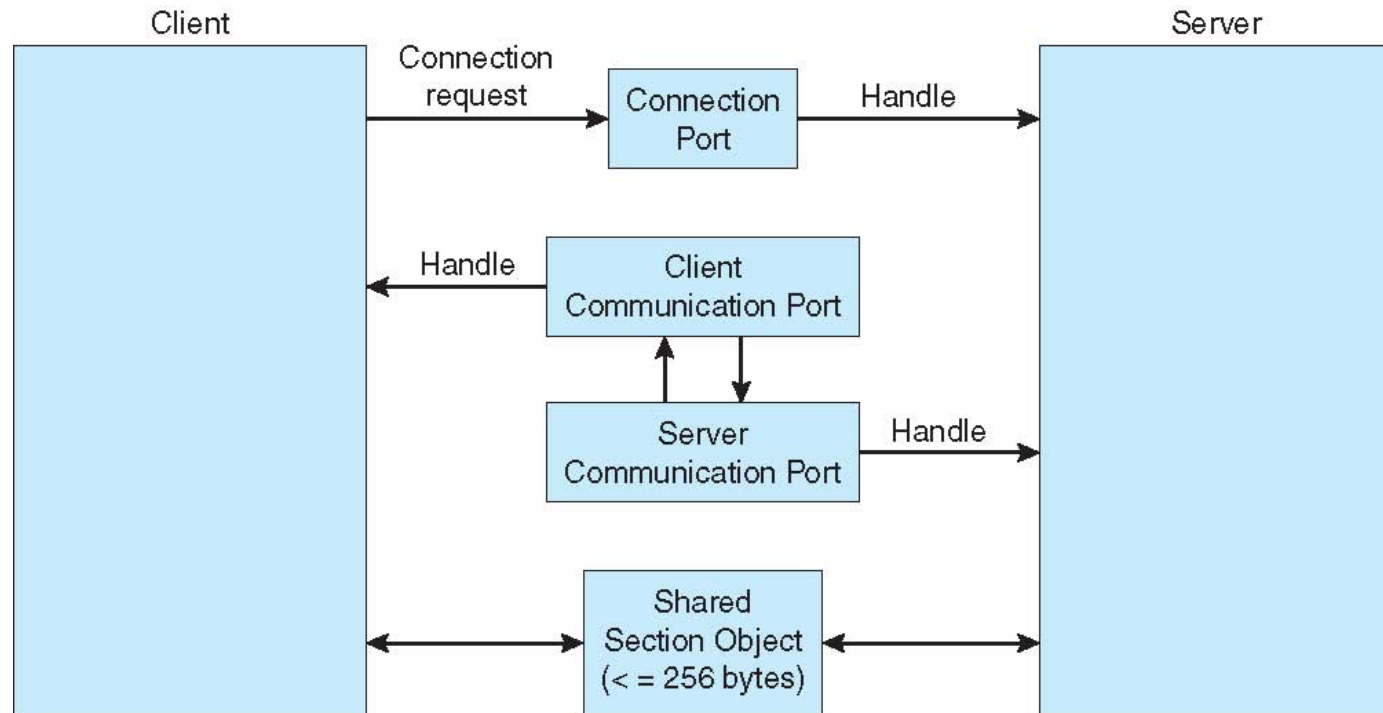 Client
Server
Connection
request
Connection
Port
Handle
Handle
Client
Communication Port
Server
Communication Port
Handle
Shared
Section Object
(< = 256 bytes)